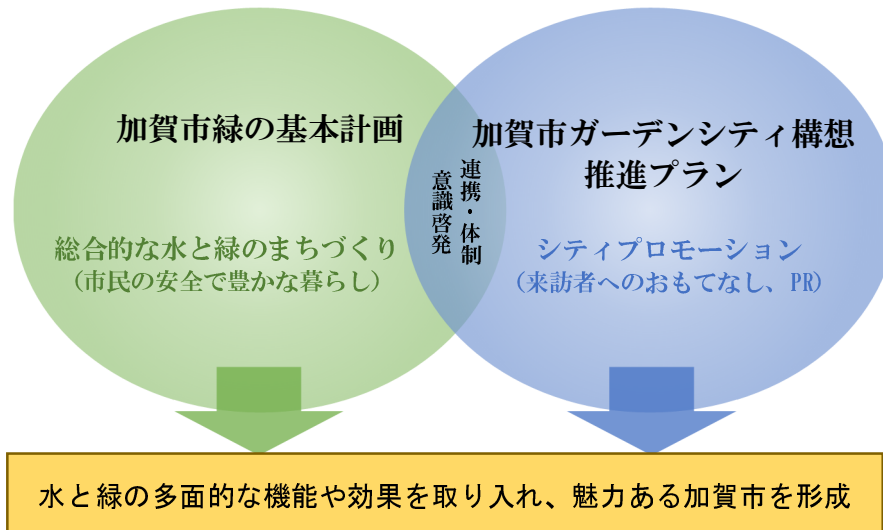 加賀市緑の基本計画
総合的な水と緑のまちづくり
（市民の安全で豊かな暮らし）
連携・体制
意識啓発
加賀市ガーデンシティ構想
推進プラン
シティプロモーション
（来訪者へのおもてなし、PR）
水と緑の多面的な機能や効果を取り入れ、魅力ある加賀市を形成